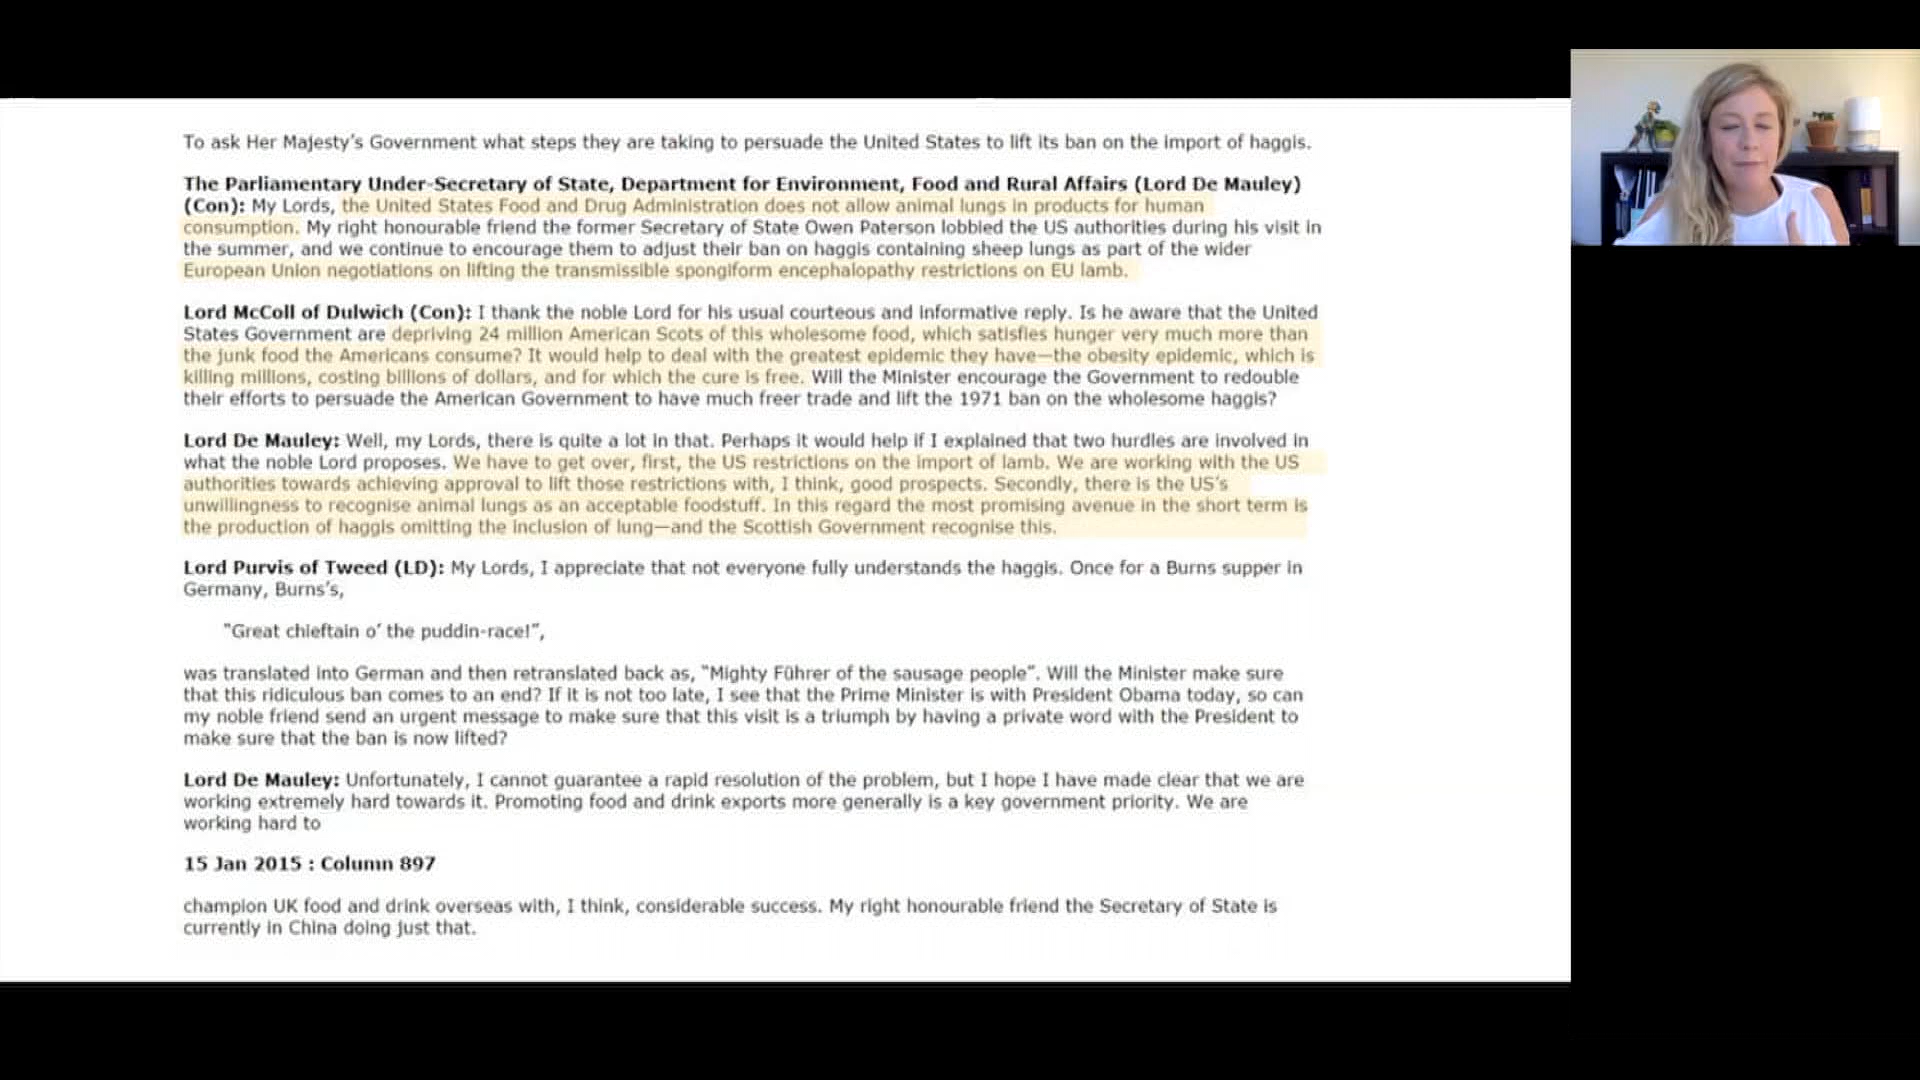 To ask Her Majesty's Government what steps they are taking to persuade the United States to lift its ban on the import of haggis.
The Parliamentary Under-Secretary of State, Department for Environment, Food and Rural Affairs (Lord De Mauley)
(Con): My Lords, the United States Food and Drug Administration does not allow animal lungs in products for human
consumption. My right honourable friend the former Secretary of State Owen Paterson lobbied the US authorities during his visit in
the summer, and we continue to encourage them to adjust their ban on haggis containing sheep lungs as part of the wider
European Union negotiations on lifting the transmissible spongiform encephalopathy restrictions on EU lamb.
Lord McColl of Dulwich (Con): I thank the noble Lord for his usual courteous and informative reply. Is he aware that the United
States Government are depriving 24 million American Scots of this wholesome food, which satisfies hunger very much more than
the junk food the Americans consume? It would help to deal with the greatest epidemic they have—the obesity epidemic, which is
killing millions, costing billions of dollars, and for which the cure is free. Will the Minister encourage the Government to redouble
their efforts to persuade the American Government to have much freer trade and lift the 1971 ban on the wholesome haggis?
Lord De Mauley: Well, my Lords, there is quite a lot in that. Perhaps it would help if I explained that two hurdles are involved in
what the noble Lord proposes. We have to get over, first, the US restrictions on the import of lamb. We are working with the US
authorities towards achieving approval to lift those restrictions with, I think, good prospects. Secondly, there is the US's
unwillingness to recognise animal lungs as an acceptable foodstuff. In this regard the most promising avenue in the short term is
the production of haggis omitting the inclusion of lung—and the Scottish Government recognise this.
Lord Purvis of Tweed (LD): My Lords, I appreciate that not everyone fully understands the haggis. Once for a Burns supper in
Germany, Burns's,
"Great chieftain o' the puddin-race!",
was translated into German and then retranslated back as, "Mighty Führer of the sausage people". Will the Minister make sure
that this ridiculous ban comes to an end? If it is not too late, I see that the Prime Minister is with President Obama today, so can
my noble friend send an urgent message to make sure that this visit is a triumph by having a private word with the President to
make sure that the ban is now lifted?
Lord De Mauley: Unfortunately, I cannot guarantee a rapid resolution of the problem, but I hope I have made clear that we are
working extremely hard towards it. Promoting food and drink exports more generally is a key government priority. We are
working hard to
15 Jan 2015 : Column 897
champion UK food and drink overseas with, I think, considerable success. My right honourable friend the Secretary of State is
currently in China doing just that.